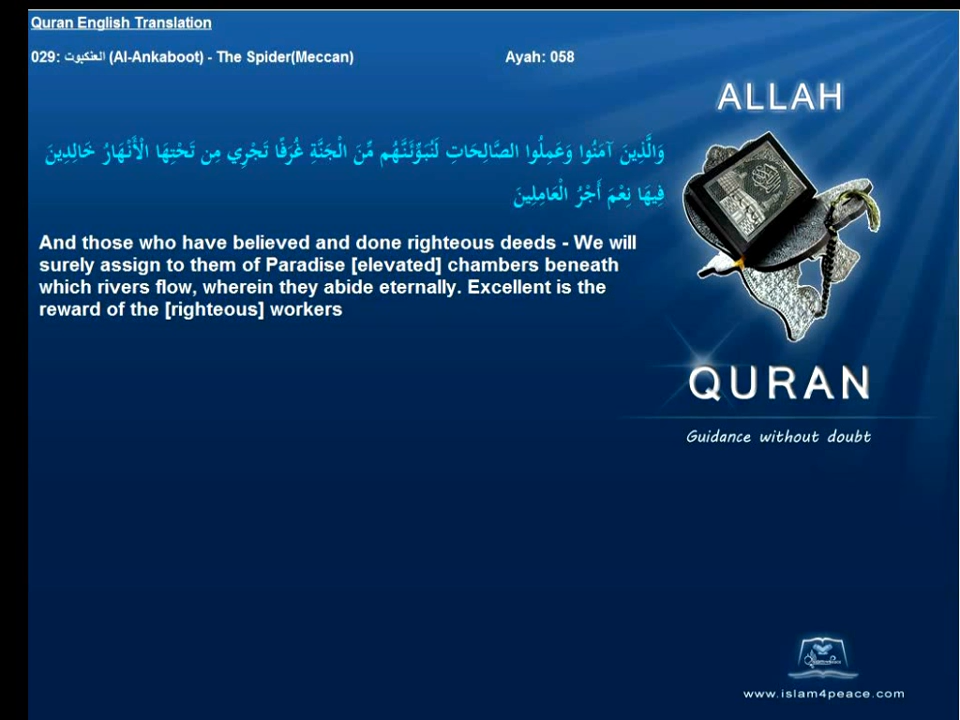 Quran English Translation
029: العنكبوت (Al-Ankaboot) - The Spider(Meccan) Ayah: 058
ALLAH
وَالَّذِينَ آمَنُوا وَعَمِلُوا الصَّالِحَاتِ لَنُبَوِّئَنَّهُم مِّنَ الْجَنَّةِ غُرَفًا تَجْرِي مِن تَحْتِهَا الْأَنْهَارُ خَالِدِينَ
فِيهَا نِعْمَ أَجْرُ الْعَامِلِينَ
And those who have believed and done righteous deeds - We will
surely assign to them of Paradise [elevated] chambers beneath
which rivers flow, wherein they abide eternally. Excellent is the
reward of the [righteous] workers
QURAN
Guidance without doubt
www.islam4peace.com